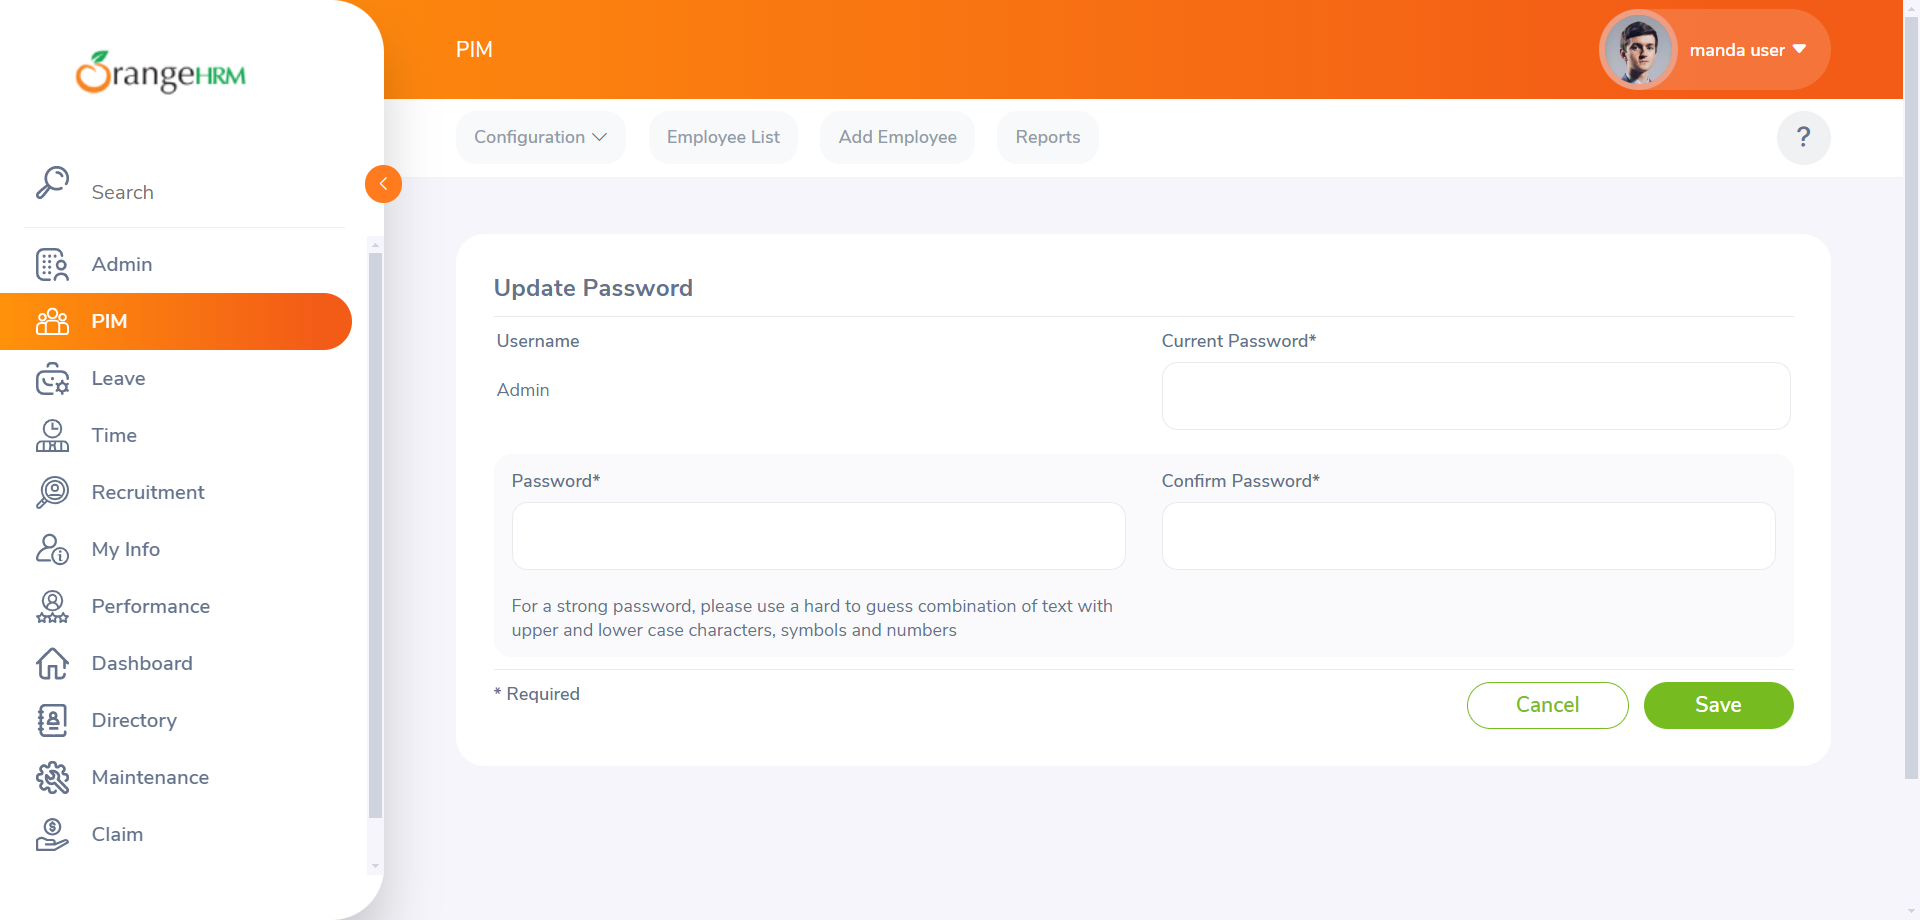 OrangeHRM
Search
Admin
PIM
Leave
Time
Recruitment
My Info
Performance
Dashboard
Directory
Maintenance
Claim
PIM
manda user
Configuration
Employee List
Add Employee
Reports
?
Update Password
Username
Admin
Current Password*
Password*
Confirm Password*
For a strong password, please use a hard to guess combination of text with
upper and lower case characters, symbols and numbers
* Required
Cancel
Save